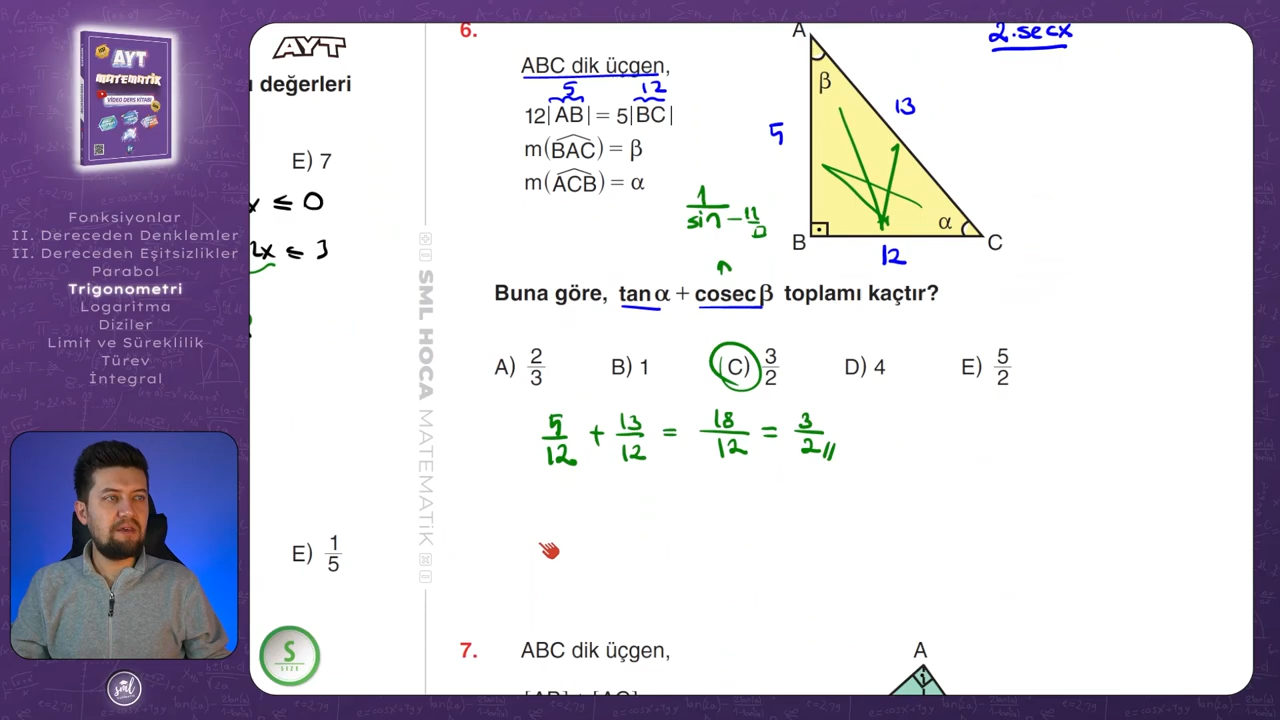 AYT
MATEMATİK
VİDEO DERS KİTABI
Fonksiyonlar
II. Dereceden Denklemler
II. Dereceden Eşitsizlikler
Parabol
Trigonometri
Logaritma
Diziler
Limit ve Süreklilik
Türev
İntegral
sml
AYT
ı değerleri
E) 7
x ≤ 0
2x ≤ 3
E) 1/5
S
SIZE
SML HOCA MATEMATİK
6.
ABC dik üçgen,
5 12
12|AB| = 5|BC|
m(BAC) = β
m(ACB) = α
2.secx
A
β
13
5
α
B
C
12
1/sin
Buna göre, tanα + cosecβ toplamı kaçtır?
A) 2/3 B) 1 C) 3/2 D) 4 E) 5/2
5/12 + 13/12 = 18/12 = 3/2 //
7. ABC dik üçgen,
A